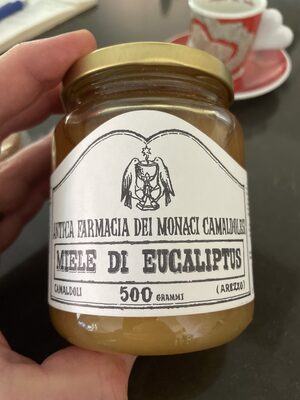 ANTICA FARMACIA DEI MONACI CAMALDOLESI
MIELE DI EUCALIPTUS
CAMALDOLI 500 GRAMMI (AREZZO)